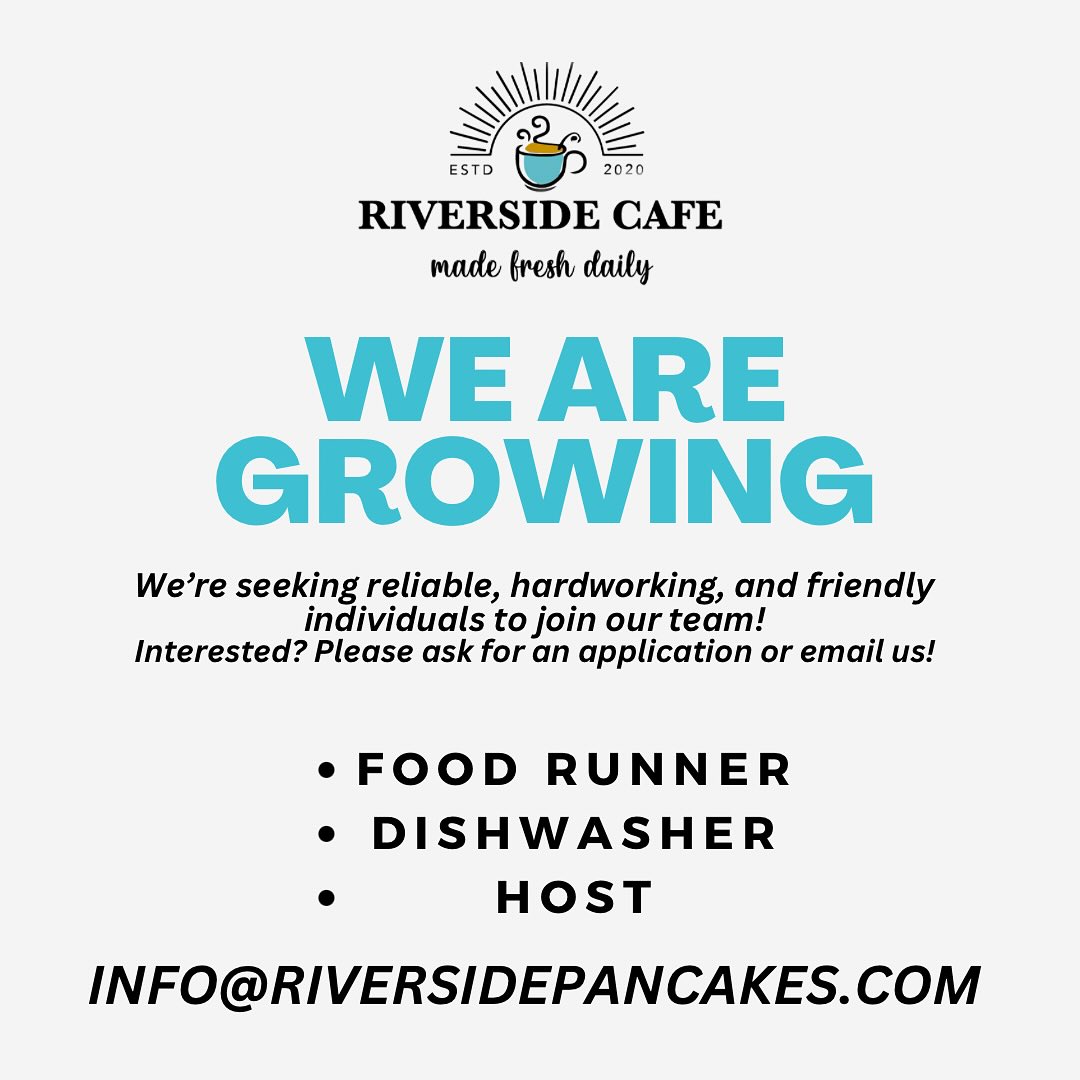 ESTD 2020
RIVERSIDE CAFE
made fresh daily
WE ARE
GROWING
We’re seeking reliable, hardworking, and friendly
individuals to join our team!
Interested? Please ask for an application or email us!
• FOOD RUNNER
• DISHWASHER
• HOST
INFO@RIVERSIDEPANCAKES.COM